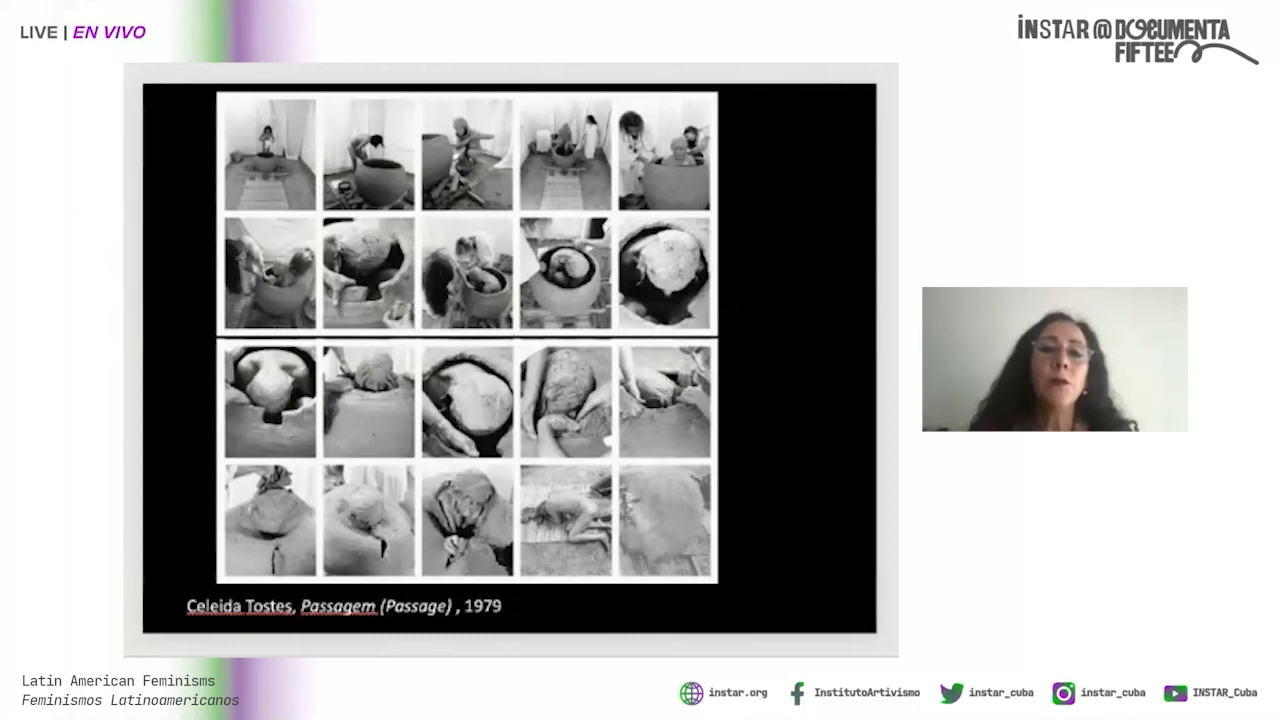 LIVE | EN VIVO
INSTAR @ DOCUMENTA
FIFTEEN
Celeida Tostes, Passagem (Passage) , 1979
Latin American Feminisms
Feminismos Latinoamericanos
instar.org
InstitutoArtivismo
instar_cuba
instar_cuba
INSTAR_Cuba